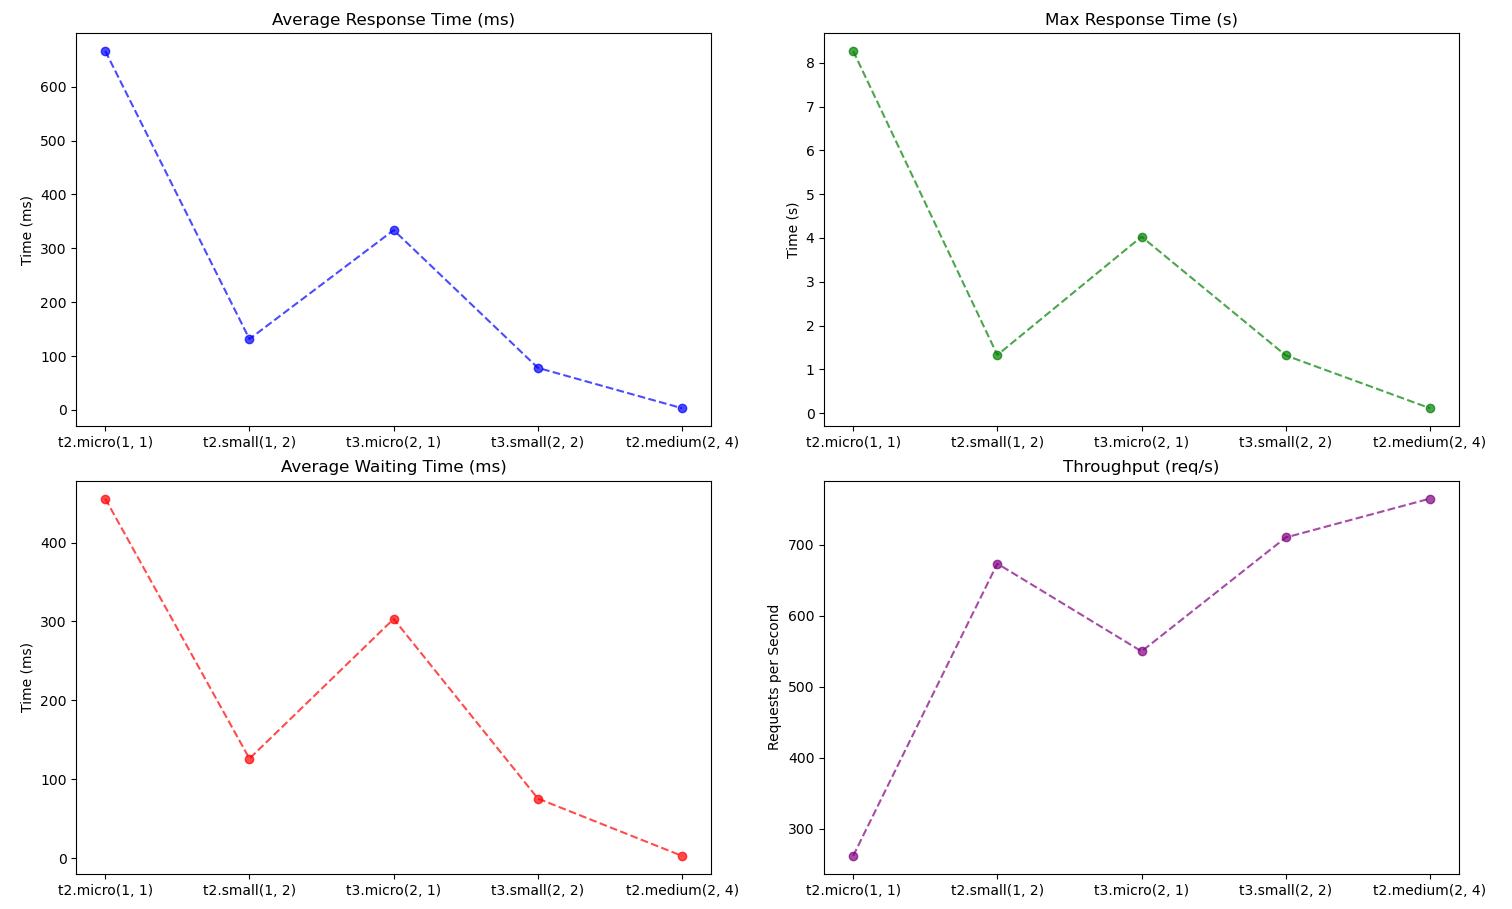 Average Response Time (ms)
Time (ms)
600
500
400
300
200
100
0
t2.micro(1, 1) t2.small(1, 2) t3.micro(2, 1) t3.small(2, 2) t2.medium(2, 4)
Max Response Time (s)
Time (s)
8
7
6
5
4
3
2
1
0
t2.micro(1, 1) t2.small(1, 2) t3.micro(2, 1) t3.small(2, 2) t2.medium(2, 4)
Average Waiting Time (ms)
Time (ms)
400
300
200
100
0
t2.micro(1, 1) t2.small(1, 2) t3.micro(2, 1) t3.small(2, 2) t2.medium(2, 4)
Throughput (req/s)
Requests per Second
700
600
500
400
300
t2.micro(1, 1) t2.small(1, 2) t3.micro(2, 1) t3.small(2, 2) t2.medium(2, 4)